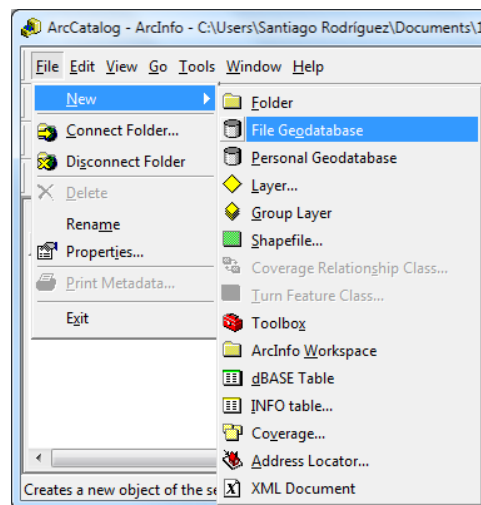 ArcCatalog - ArcInfo - C:\Users\Santiago Rodríguez\Documents\1
File Edit View Go Tools Window Help
New
Connect Folder...
Disconnect Folder
Delete
Rename
Properties...
Print Metadata...
Exit
Folder
File Geodatabase
Personal Geodatabase
Layer...
Group Layer
Shapefile...
Coverage Relationship Class...
Turn Feature Class...
Toolbox
ArcInfo Workspace
dBASE Table
INFO table...
Coverage...
Address Locator...
XML Document
Creates a new object of the se